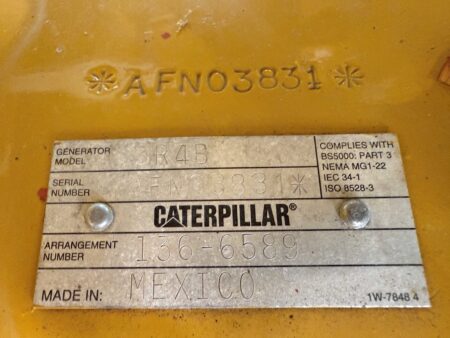 *AFN03831*
GENERATOR MODEL SR4B
SERIAL NUMBER *AFN03831*
COMPLIES WITH
BS5000: PART 3
NEMA MG1-22
IEC 34-1
ISO 8528-3
CATERPILLAR®
ARRANGEMENT NUMBER 136-6589
MADE IN: MEXICO
1W-7848 4